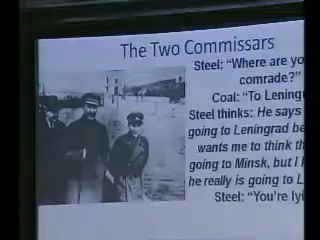 The Two Commissars
Steel: "Where are yo
comrade?"
Coal: "To Lening
Steel thinks: He says
going to Leningrad be
wants me to think th
going to Minsk, but I
he really is going to L
Steel: "You're lyi